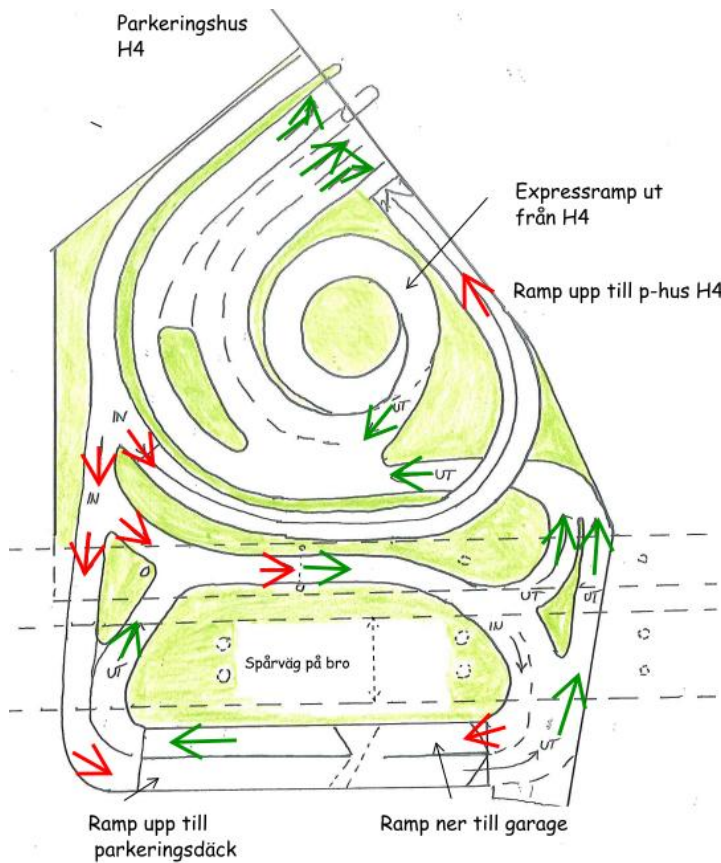 Parkeringshus
H4
Expressramp ut
från H4
Ramp upp till p-hus H4
UT
IN
UT
IN
UT
UT
IN
Spårväg på bro
UT
UT
Ramp upp till
parkeringsdäck
Ramp ner till garage